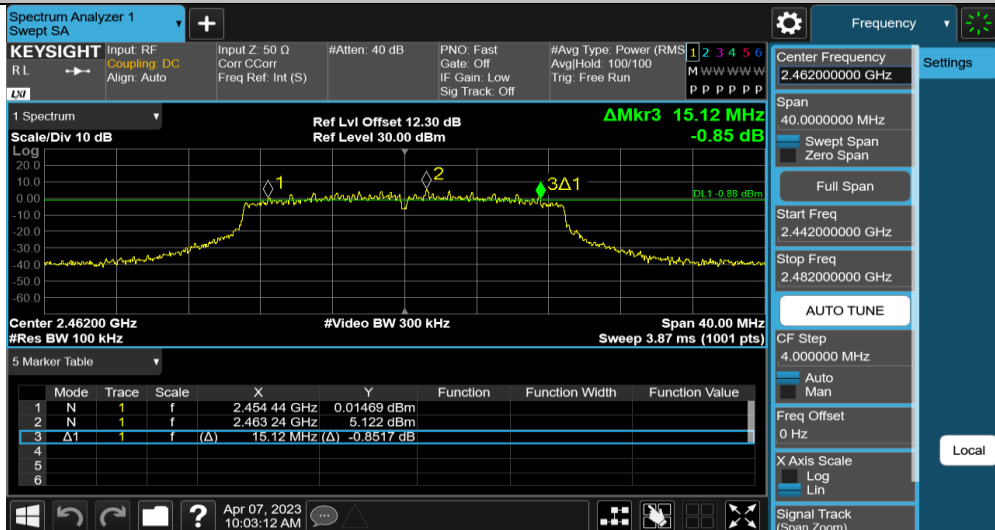 Spectrum Analyzer 1
Swept SA
+
Frequency
KEYSIGHT
R L
LXI
Input: RF
Coupling: DC
Align: Auto
Input Z: 50 Ω
Corr CCorr
Freq Ref: Int (S)
#Atten: 40 dB
PNO: Fast
Gate: Off
IF Gain: Low
Sig Track: Off
#Avg Type: Power (RMS
Avg|Hold: 100/100
Trig: Free Run
1 2 3 4 5 6
M W W W W W
P P P P P P
Center Frequency
2.462000000 GHz
Settings
Span
40.0000000 MHz
Swept Span
Zero Span
Full Span
Start Freq
2.442000000 GHz
Stop Freq
2.482000000 GHz
AUTO TUNE
CF Step
4.000000 MHz
Auto
Man
Freq Offset
0 Hz
X Axis Scale
Log
Lin
Signal Track
(Span Zoom)
Local
1 Spectrum
Scale/Div 10 dB
Ref Lvl Offset 12.30 dB
Ref Level 30.00 dBm
ΔMkr3 15.12 MHz
-0.85 dB
Log
20.0
10.0
0.00
-10.0
-20.0
-30.0
-40.0
-50.0
-60.0
1
2
3Δ1
DL1 -0.88 dBm
Center 2.46200 GHz
#Video BW 300 kHz
Span 40.00 MHz
#Res BW 100 kHz
Sweep 3.87 ms (1001 pts)
5 Marker Table
Mode Trace Scale X Y Function Function Width Function Value
1 N 1 f 2.454 44 GHz 0.01469 dBm
2 N 1 f 2.463 24 GHz 5.122 dBm
3 Δ1 1 f (Δ) 15.12 MHz (Δ) -0.8517 dB
4
5
6
?
Apr 07, 2023
10:03:12 AM